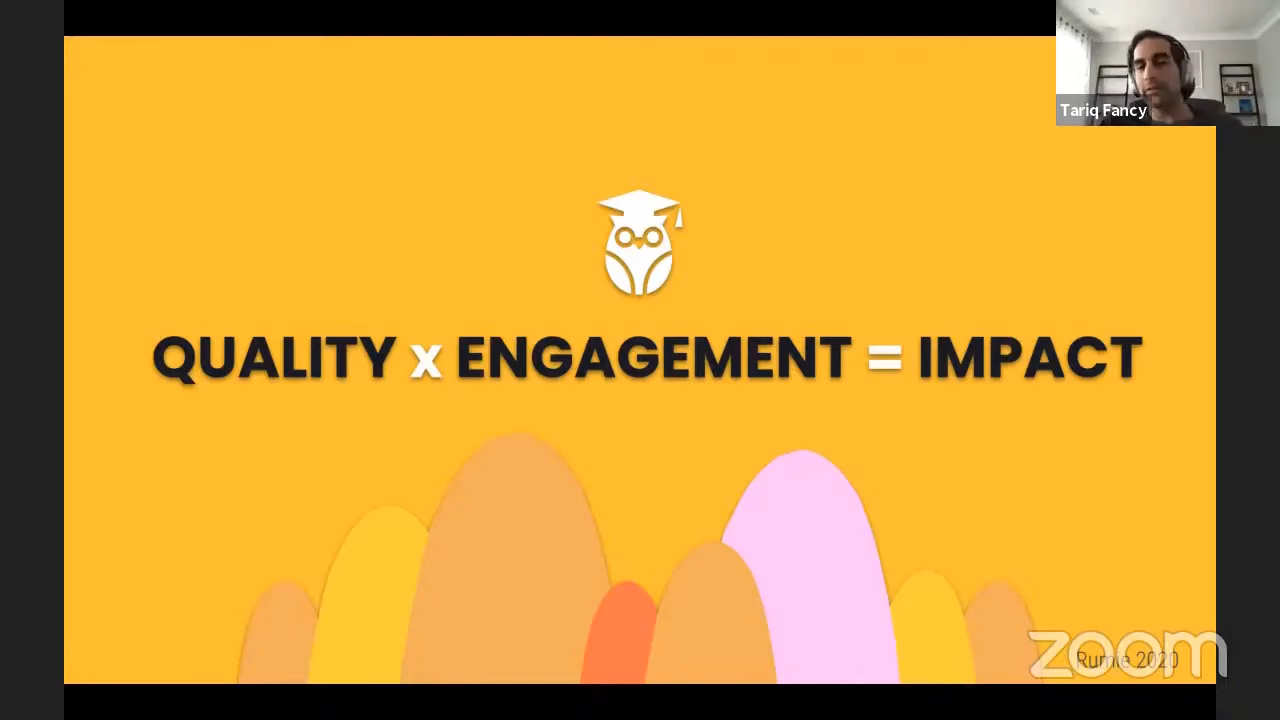 Tariq Fancy
QUALITY x ENGAGEMENT = IMPACT
zoom
Rumie 2020